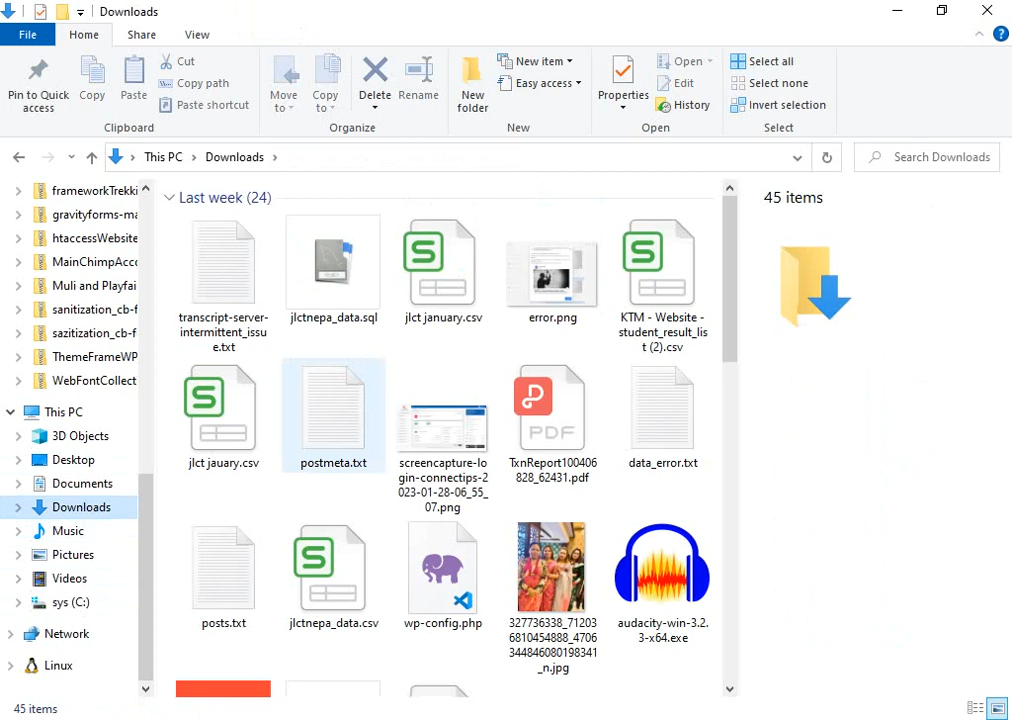 Downloads
File
Home
Share
View
Pin to Quick
access
Copy
Paste
Cut
Copy path
Paste shortcut
Clipboard
Move
to
Copy
to
Delete
Rename
Organize
New
folder
New item
Easy access
New
Properties
Open
Edit
History
Open
Select all
Select none
Invert selection
Select
This PC > Downloads >
Search Downloads
frameworkTrekki
gravityforms-ma
htaccessWebsite
MainChimpAcco
Muli and Playfai
sanitization_cb-f
sazitization_cb-f
ThemeFrameWP
WebFontCollect
This PC
3D Objects
Desktop
Documents
Downloads
Music
Pictures
Videos
sys (C:)
Network
Linux
Last week (24)
transcript-server-
intermittent_issu
e.txt
jlctnepa_data.sql
jlct january.csv
error.png
KTM - Website -
student_result_lis
t (2).csv
jlct jauary.csv
postmeta.txt
screencapture-lo
gin-connectips-2
023-01-28-06_55_
07.png
PDF
TxnReport100406
828_62431.pdf
data_error.txt
posts.txt
jlctnepa_data.csv
wp-config.php
327736338_71203
6810454888_4706
344846080198341
_n.jpg
audacity-win-3.2.
3-x64.exe
45 items
45 items